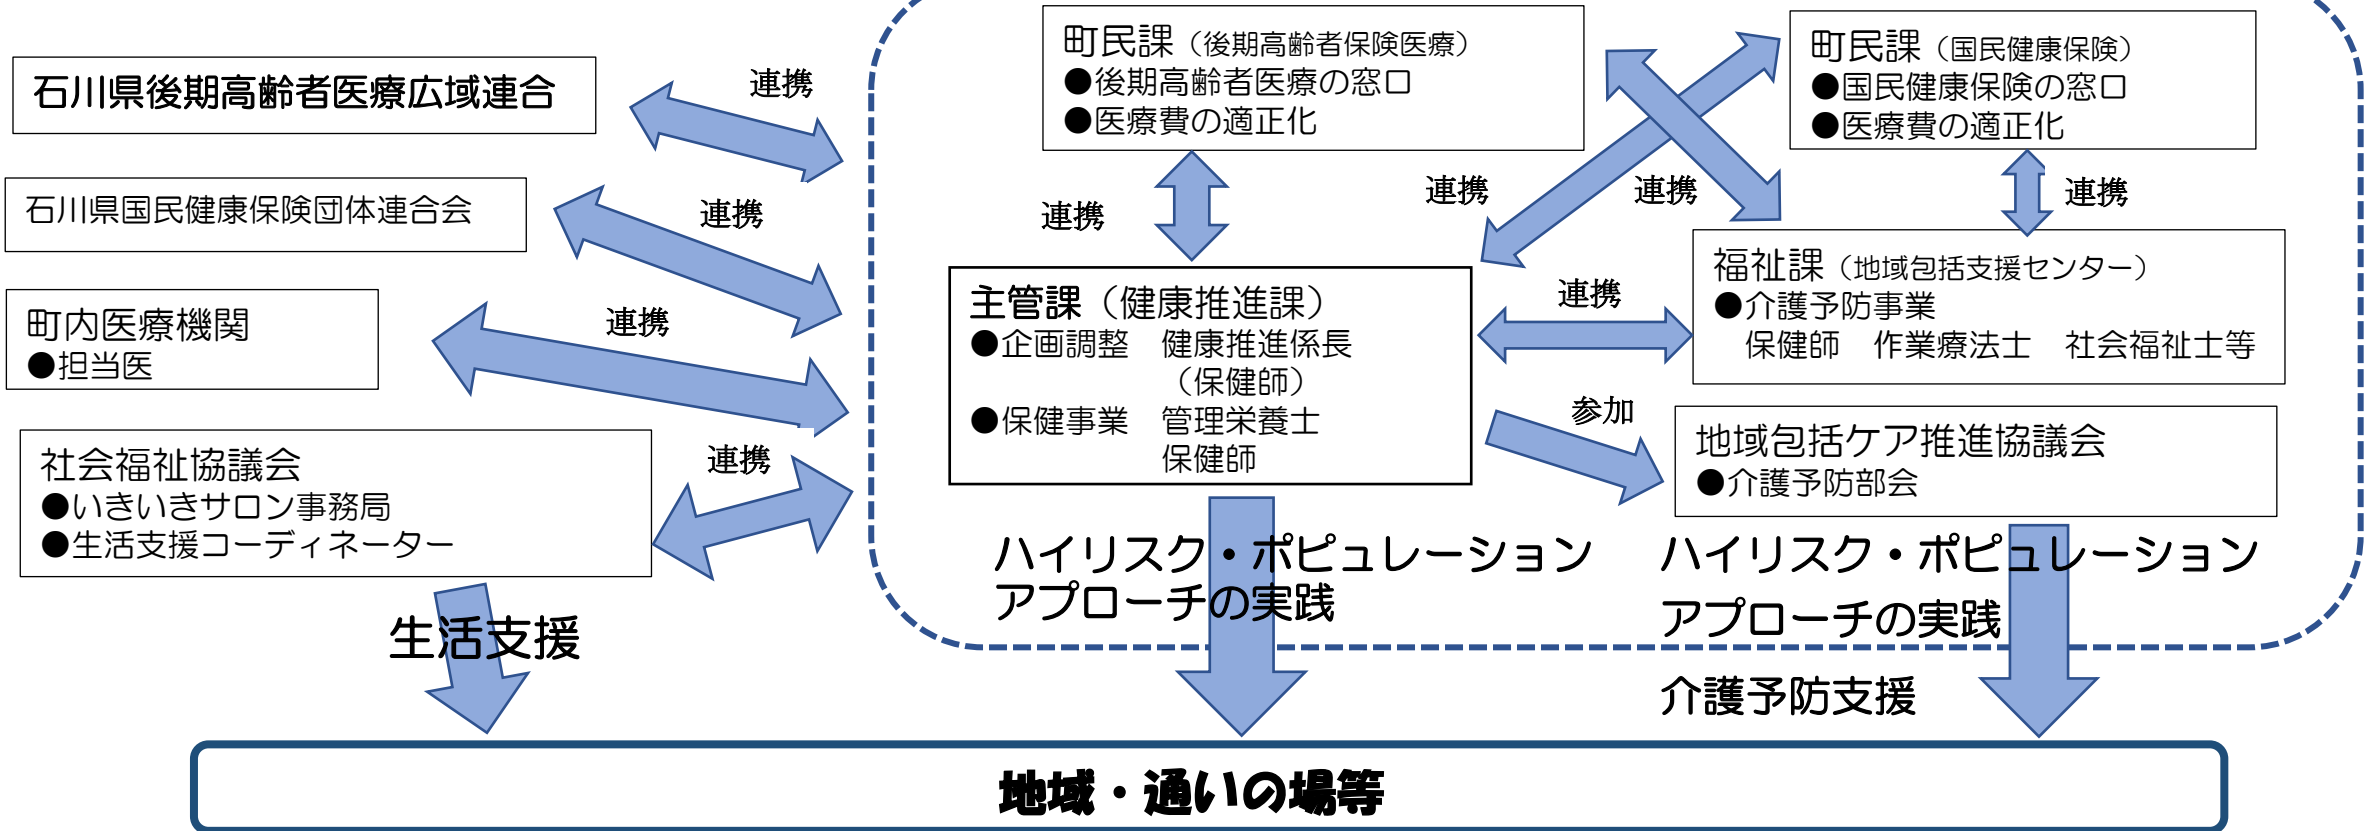 石川県後期高齢者医療広域連合
連携
石川県国民健康保険団体連合会
連携
町内医療機関
●担当医
連携
社会福祉協議会
●いきいきサロン事務局
●生活支援コーディネーター
連携
生活支援
町民課（後期高齢者保険医療）
●後期高齢者医療の窓口
●医療費の適正化
町民課（国民健康保険）
●国民健康保険の窓口
●医療費の適正化
連携
連携
連携
連携
主管課（健康推進課）
●企画調整　健康推進係長
（保健師）
●保健事業　管理栄養士
保健師
連携
福祉課（地域包括支援センター）
●介護予防事業
保健師　作業療法士　社会福祉士等
参加
地域包括ケア推進協議会
●介護予防部会
ハイリスク・ポピュレーション
アプローチの実践
ハイリスク・ポピュレーション
アプローチの実践
介護予防支援
地域・通いの場等